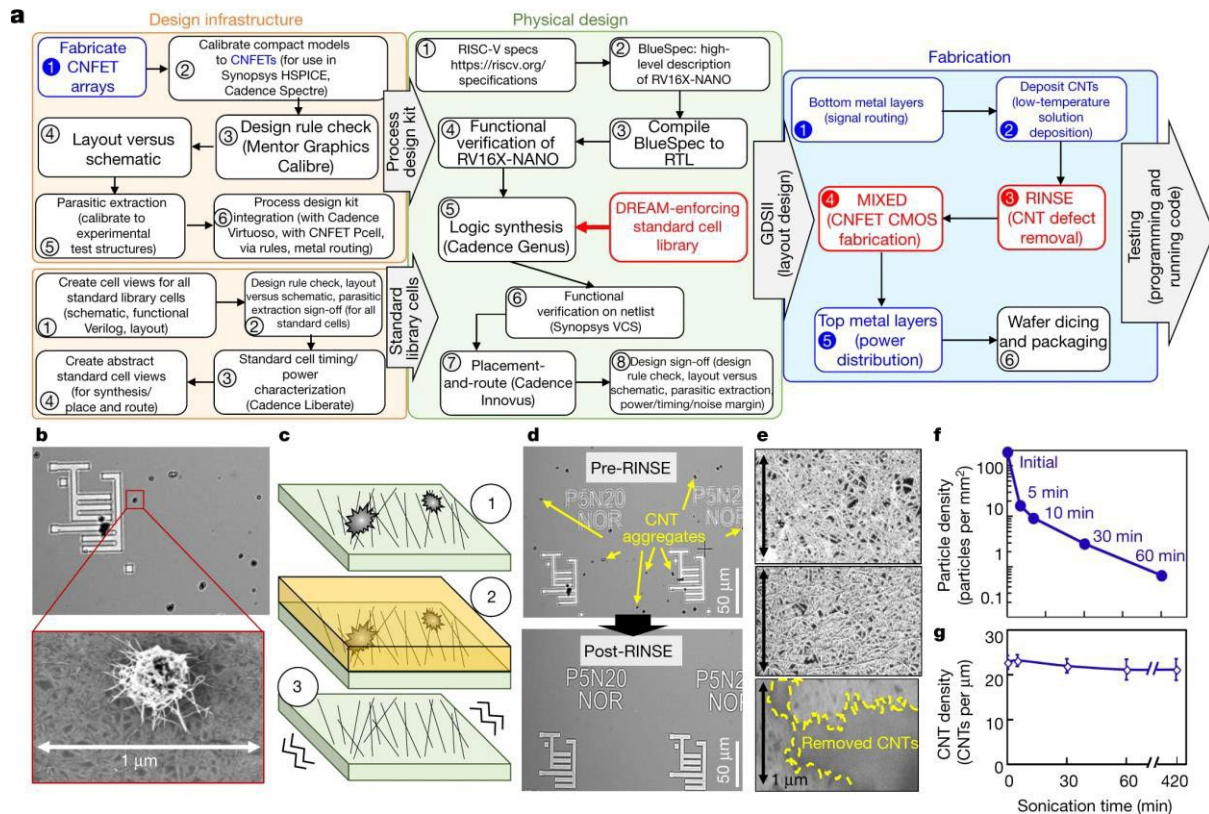 a
Design infrastructure
Physical design
Fabrication
1
Fabricate
CNFET
arrays
2
Calibrate compact models
to CNFETs (for use in
Synopsys HSPICE,
Cadence Spectre)
3
Design rule check
(Mentor Graphics
Calibre)
4
Layout versus
schematic
5
Parasitic extraction
(calibrate to
experimental
test structures)
6
Process design kit
integration (with Cadence
Virtuoso, with CNFET Pcell,
via rules, metal routing)
1
Create cell views for all
standard library cells
(schematic, functional
Verilog, layout)
2
Design rule check, layout
versus schematic, parasitic
extraction sign-off (for all
standard cells)
3
Standard cell timing/
power characterization
(Cadence Liberate)
4
Create abstract
standard cell views
(for synthesis/
place and route)
Process
design kit
Standard
library cells
1
RISC-V specs
https://riscv.org/
specifications
2
BlueSpec: high-
level description
of RV16X-NANO
3
Compile
BlueSpec to
RTL
4
Functional
verification of
RV16X-NANO
5
Logic synthesis
(Cadence Genus)
DREAM-enforcing
standard cell
library
6
Functional
verification on netlist
(Synopsys VCS)
7
Placement-
and-route (Cadence
Innovus)
8
Design sign-off (design
rule check, layout versus
schematic, parasitic extraction,
power/timing/noise margin)
GDSII
(layout design)
1
Bottom metal layers
(signal routing)
2
Deposit CNTs
(low-temperature
solution
deposition)
3
RINSE
(CNT defect
removal)
4
MIXED
(CNFET CMOS
fabrication)
5
Top metal layers
(power
distribution)
6
Wafer dicing
and packaging
Testing
(programming and
running code)
b
1 µm
c
1
2
3
d
Pre-RINSE
P5N20
NOR
P5N20
NOR
CNT
aggregates
50 µm
Post-RINSE
P5N20
NOR
P5N20
NOR
50 µm
e
Removed CNTs
1 µm
f
Particle density
(particles per mm²)
100
10
1
0.1
Initial
5 min
10 min
30 min
60 min
g
CNT density
(CNTs per µm)
30
20
10
0
0
30
60
420
Sonication time (min)